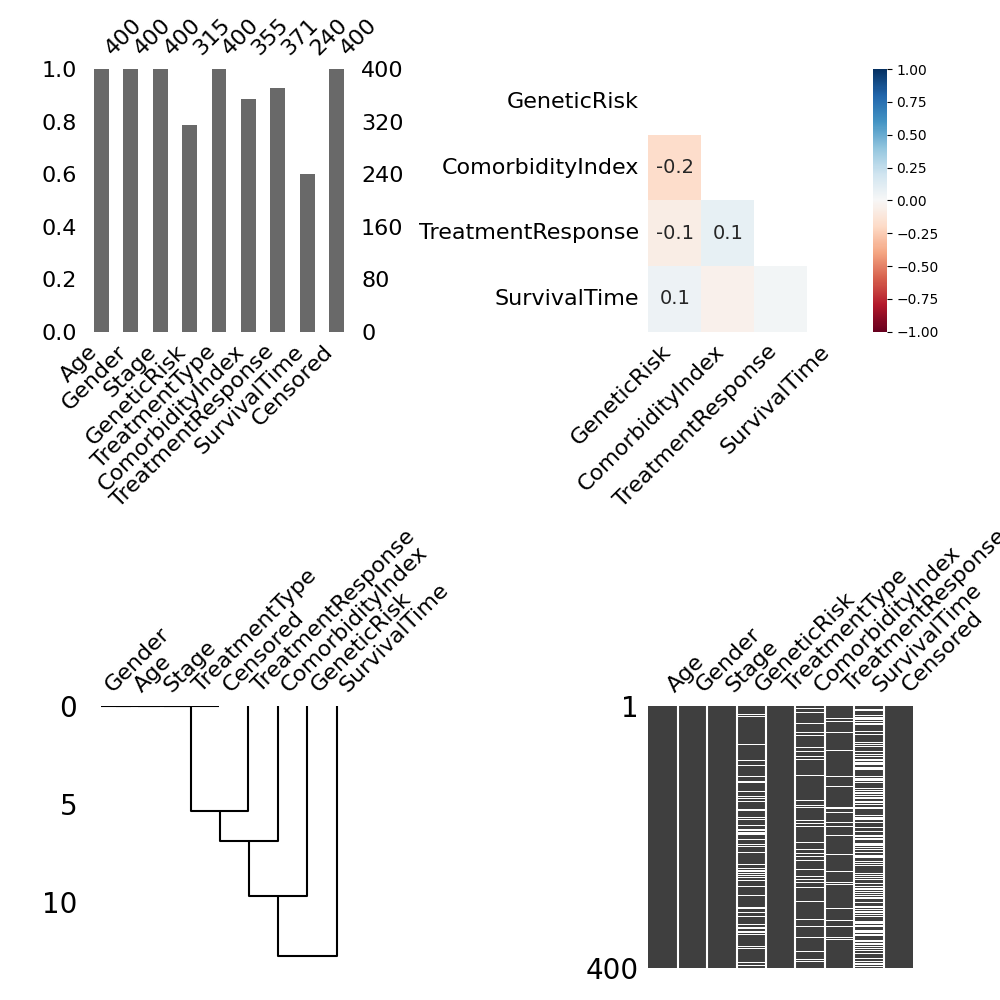 400 400 400 315 400 355 371 240 400
1.0 400
0.8 320
0.6 240
0.4 160
0.2 80
0.0 0
Age Gender Stage GeneticRisk TreatmentType ComorbidityIndex TreatmentResponse SurvivalTime Censored
GeneticRisk
ComorbidityIndex -0.2
TreatmentResponse -0.1 0.1
SurvivalTime 0.1
GeneticRisk ComorbidityIndex TreatmentResponse SurvivalTime
1.00
0.75
0.50
0.25
0.00
−0.25
−0.50
−0.75
−1.00
Gender Age Stage TreatmentType Censored TreatmentResponse ComorbidityIndex GeneticRisk SurvivalTime
0
5
10
Age Gender Stage GeneticRisk TreatmentType ComorbidityIndex TreatmentResponse SurvivalTime Censored
1
400